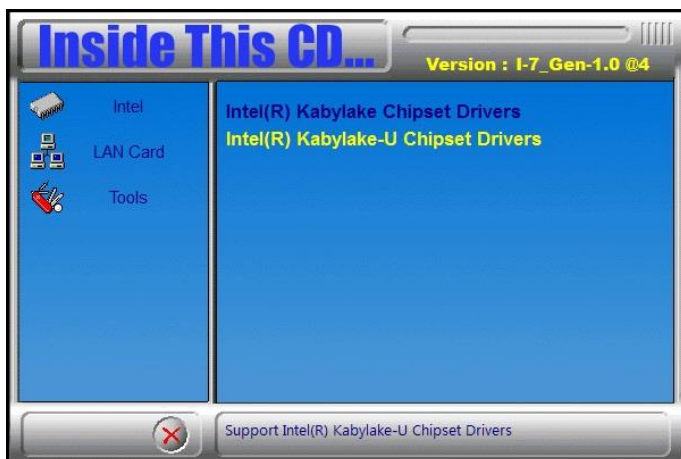 Inside This CD...
Version : I-7_Gen-1.0 @4
Intel
LAN Card
Tools
Intel(R) Kabylake Chipset Drivers
Intel(R) Kabylake-U Chipset Drivers
Support Intel(R) Kabylake-U Chipset Drivers